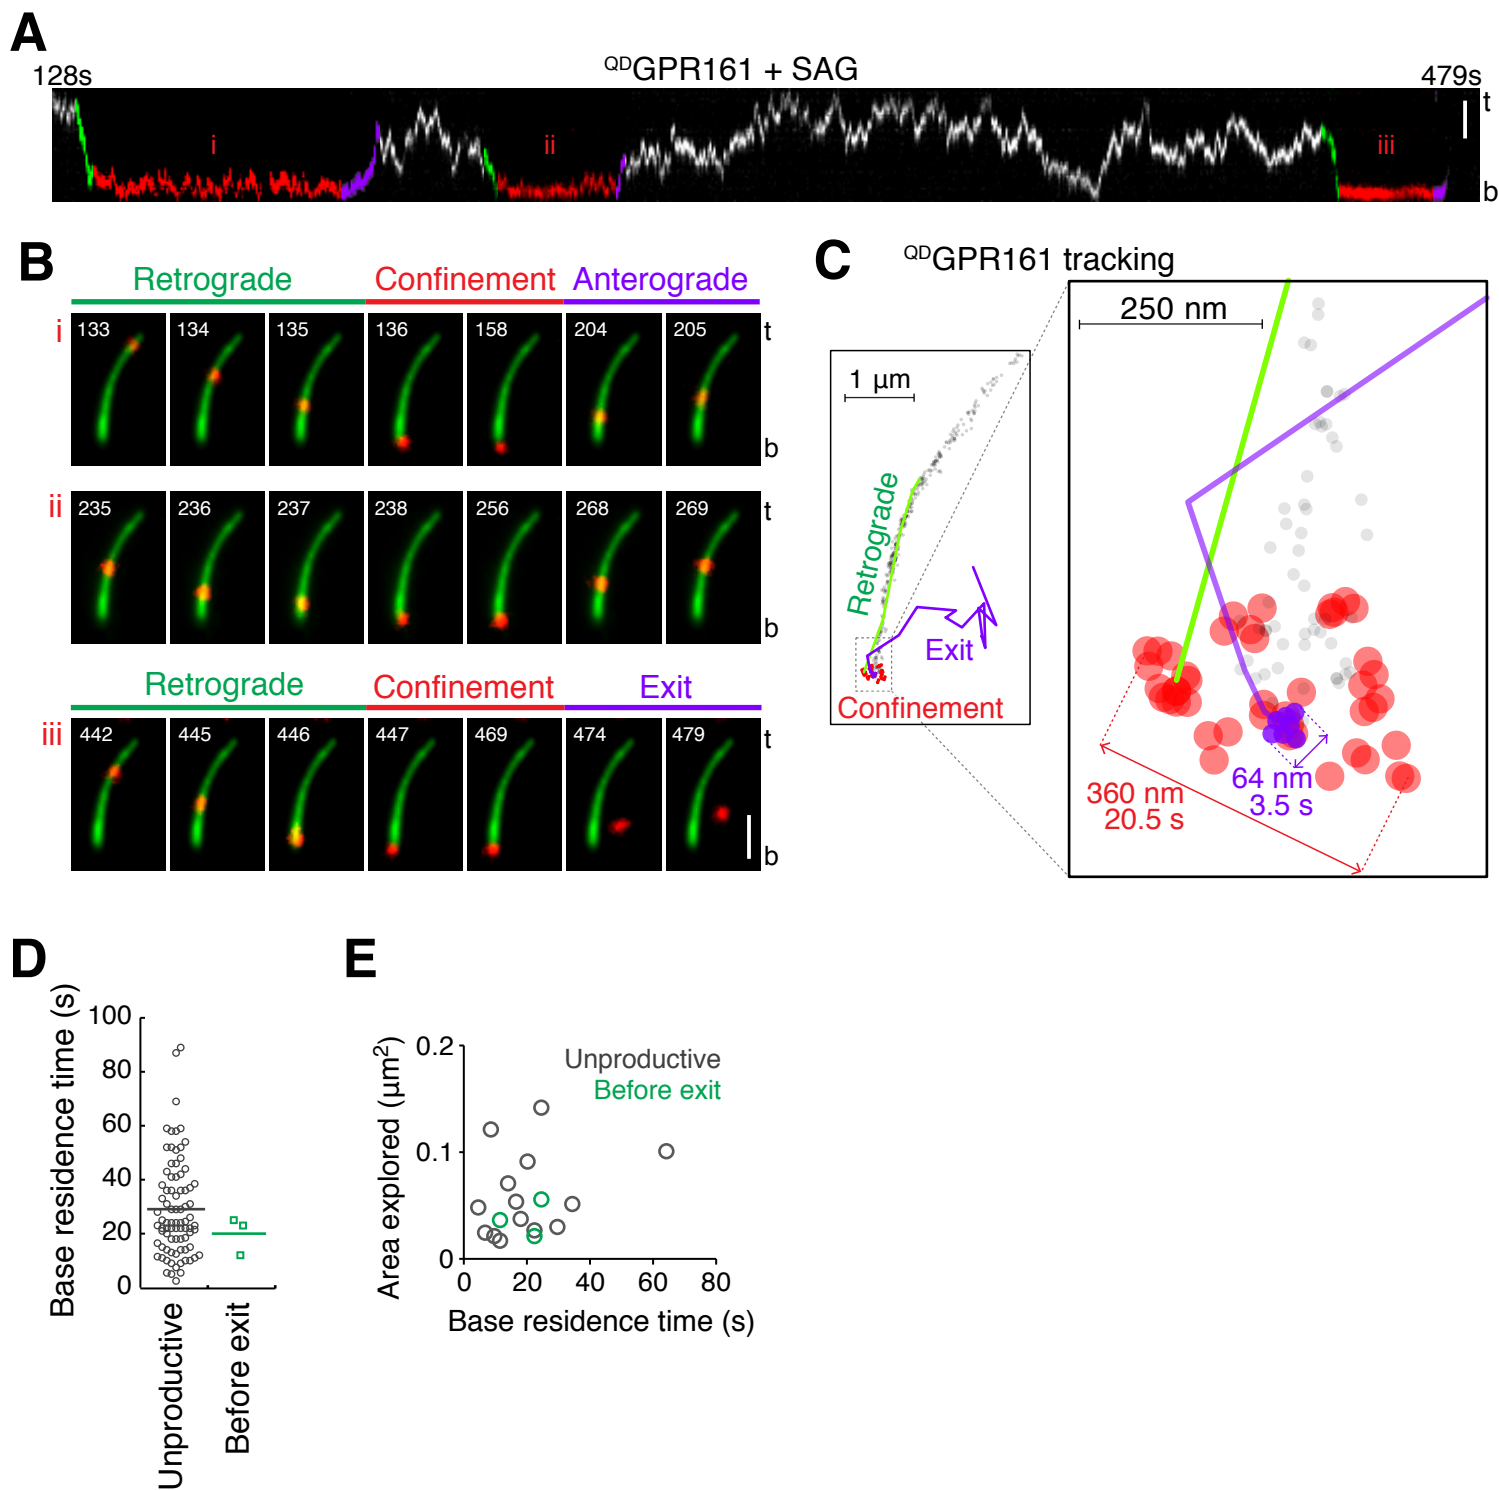 A
128s
QDGPR161 + SAG
479s
t
i
ii
iii
b
B
Retrograde
Confinement
Anterograde
i
133
134
135
136
158
204
205
t
b
ii
235
236
237
238
256
268
269
t
b
Retrograde
Confinement
Exit
iii
442
445
446
447
469
474
479
t
b
C
QDGPR161 tracking
1 µm
Retrograde
Exit
Confinement
250 nm
64 nm
3.5 s
360 nm
20.5 s
D
Base residence time (s)
100
80
60
40
20
0
Unproductive
Before exit
E
Area explored (µm²)
0.2
0.1
0
Unproductive
Before exit
0
20
40
60
80
Base residence time (s)